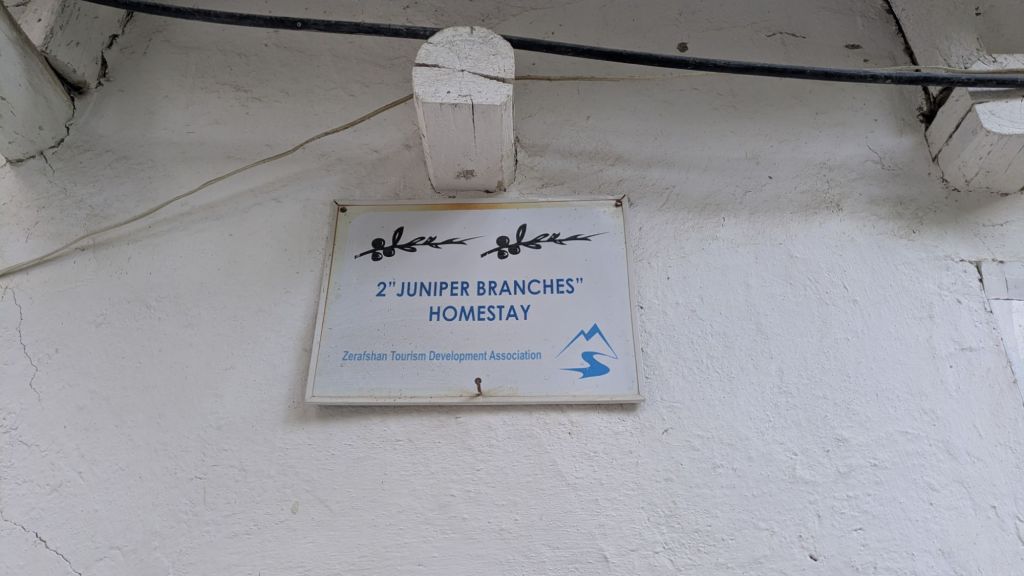 2"JUNIPER BRANCHES"
HOMESTAY
Zerafshan Tourism Development Association